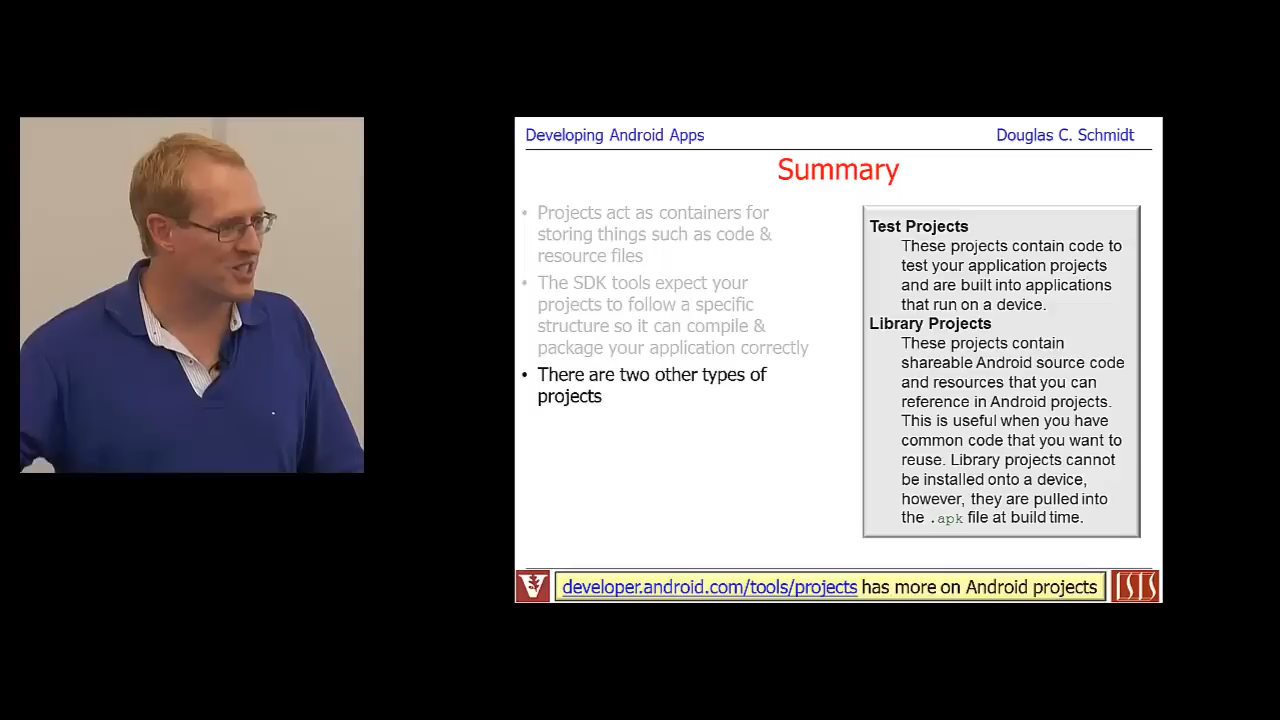 Developing Android Apps
Douglas C. Schmidt
Summary
• Projects act as containers for
storing things such as code &
resource files
• The SDK tools expect your
projects to follow a specific
structure so it can compile &
package your application correctly
• There are two other types of
projects
Test Projects
These projects contain code to
test your application projects
and are built into applications
that run on a device.
Library Projects
These projects contain
shareable Android source code
and resources that you can
reference in Android projects.
This is useful when you have
common code that you want to
reuse. Library projects cannot
be installed onto a device,
however, they are pulled into
the .apk file at build time.
V
developer.android.com/tools/projects has more on Android projects
ISIS